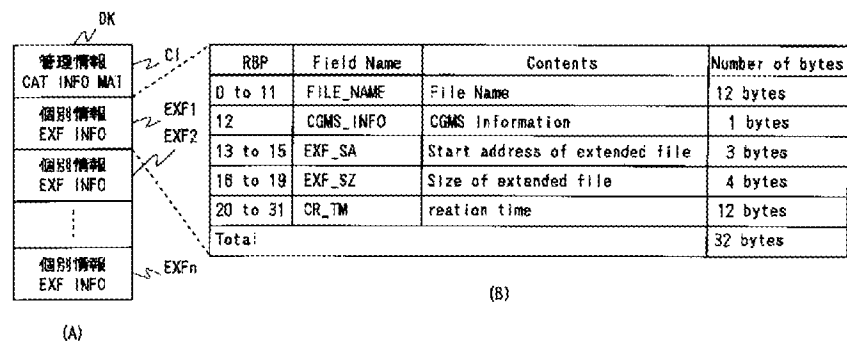 DK
管理情報
CAT INFO MAT
CI
個別情報
EXF INFO
EXF1
個別情報
EXF INFO
EXF2
個別情報
EXF INFO
EXFn
(A)
RBP Field Name Contents Number of bytes
0 to 11 FILE_NAME File Name 12 bytes
12 CGMS_INFO CGMS Information 1 bytes
13 to 15 EXF_SA Start address of extended file 3 bytes
16 to 19 EXF_SZ Size of extended file 4 bytes
20 to 31 CR_TM reation time 12 bytes
Total 32 bytes
(B)